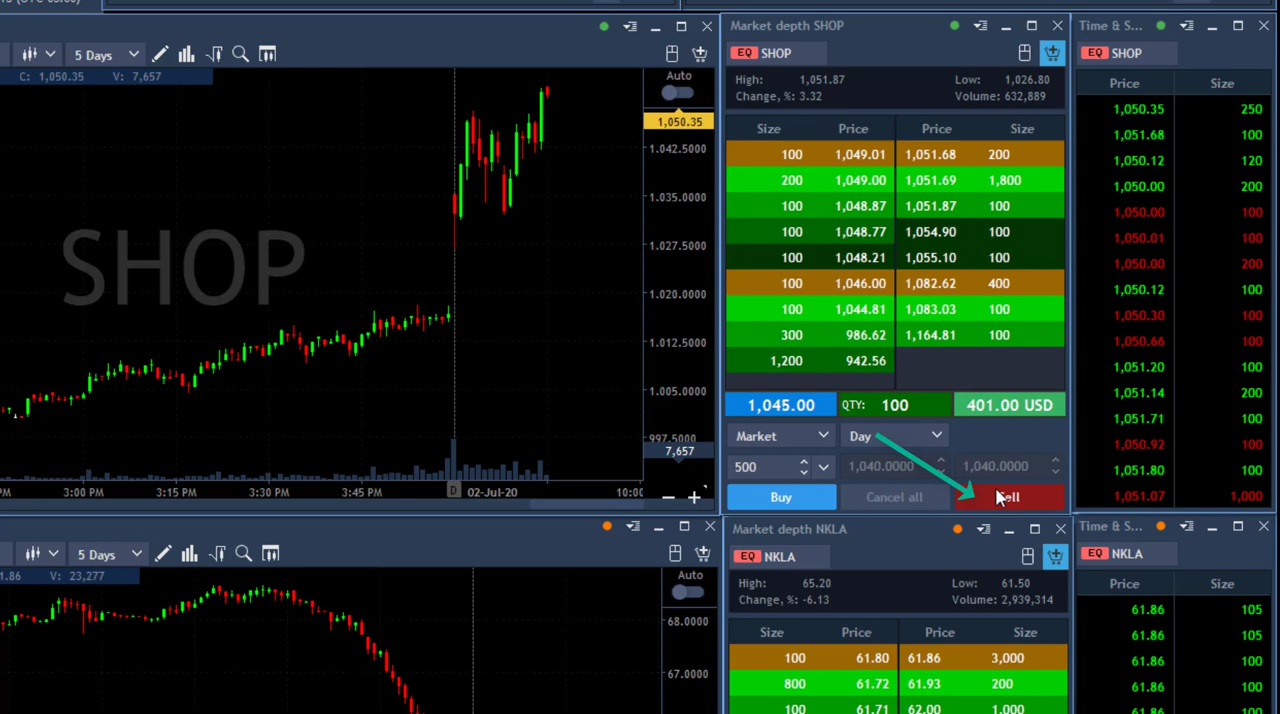 5 Days
C: 1,050.35 V: 7,657
SHOP
Auto
1,050.35
1,042.5000
1,035.0000
1,027.5000
1,020.0000
1,012.5000
1,005.0000
997.5000
7,657
3:00 PM 3:15 PM 3:30 PM 3:45 PM D 02-Jul-20 10:00
Market depth SHOP
EQ SHOP
High: 1,051.87 Low: 1,026.80
Change, %: 3.32 Volume: 632,889
Size Price Price Size
100 1,049.01 1,051.68 200
200 1,049.00 1,051.69 1,800
100 1,048.87 1,051.87 100
100 1,048.77 1,054.90 100
100 1,048.21 1,055.10 100
100 1,046.00 1,082.62 400
100 1,044.81 1,083.03 100
300 986.62 1,164.81 100
1,200 942.56
1,045.00 QTY: 100 401.00 USD
Market Day
500 1,040.0000 1,040.0000
Buy Cancel all
Time & S...
EQ SHOP
Price Size
1,050.35 250
1,051.68 100
1,050.12 120
1,050.00 200
1,050.00 100
1,050.01 100
1,050.00 200
1,050.12 100
1,050.30 100
1,050.66 100
1,051.20 100
1,051.14 200
1,051.71 100
1,050.92 100
1,051.80 100
1,051.07 1,000
5 Days
1.86 V: 23,277
Auto
68.0000
67.0000
Market depth NKLA
EQ NKLA
High: 65.20 Low: 61.50
Change, %: -6.13 Volume: 2,939,314
Size Price Price Size
100 61.80 61.86 3,000
800 61.72 61.93 200
100 61.71 62.00 1,000
Time & S...
EQ NKLA
Price Size
61.86 105
61.86 105
61.86 100
61.86 100
61.86 100